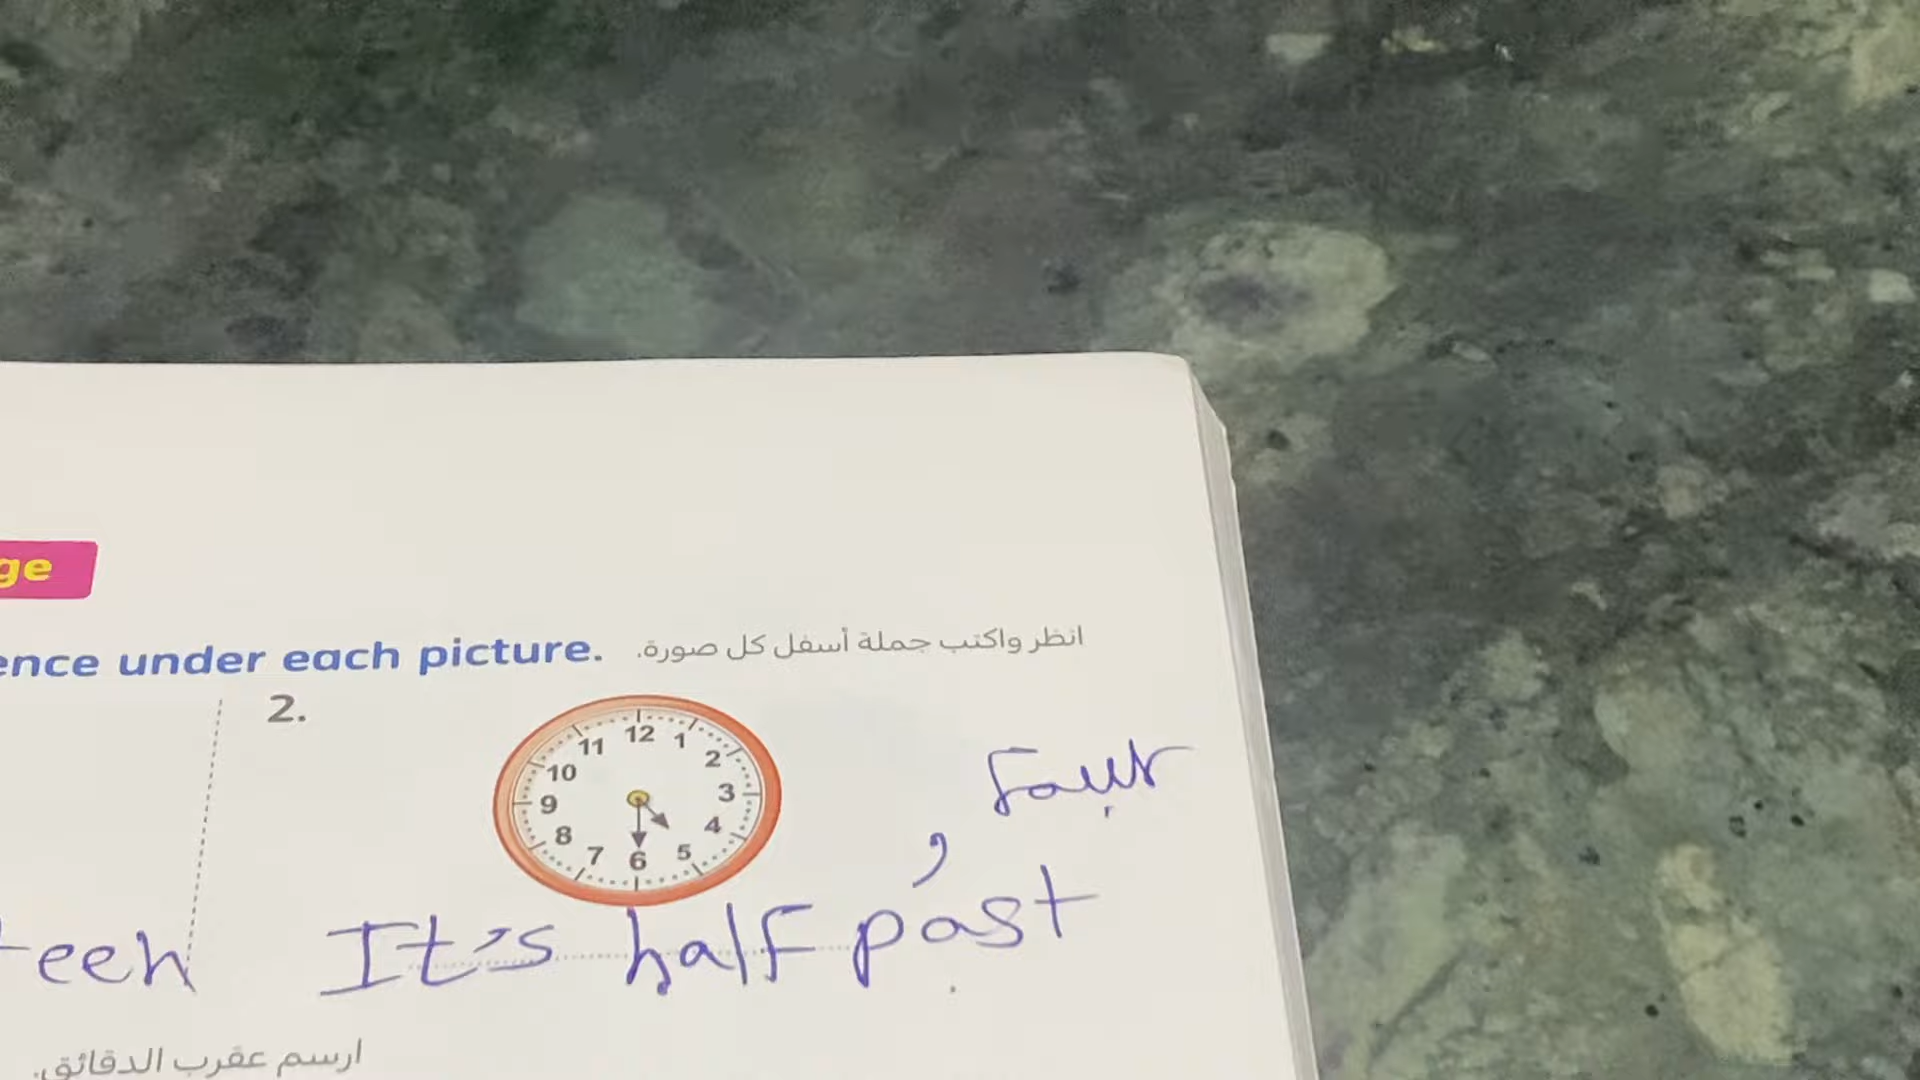 ge
ence under each picture. انظر واكتب جملة أسفل كل صورة.
2.
12
1
2
3
4
5
6
7
8
9
10
11
four
,
teen
It's half past
ارسم عقرب الدقائق.